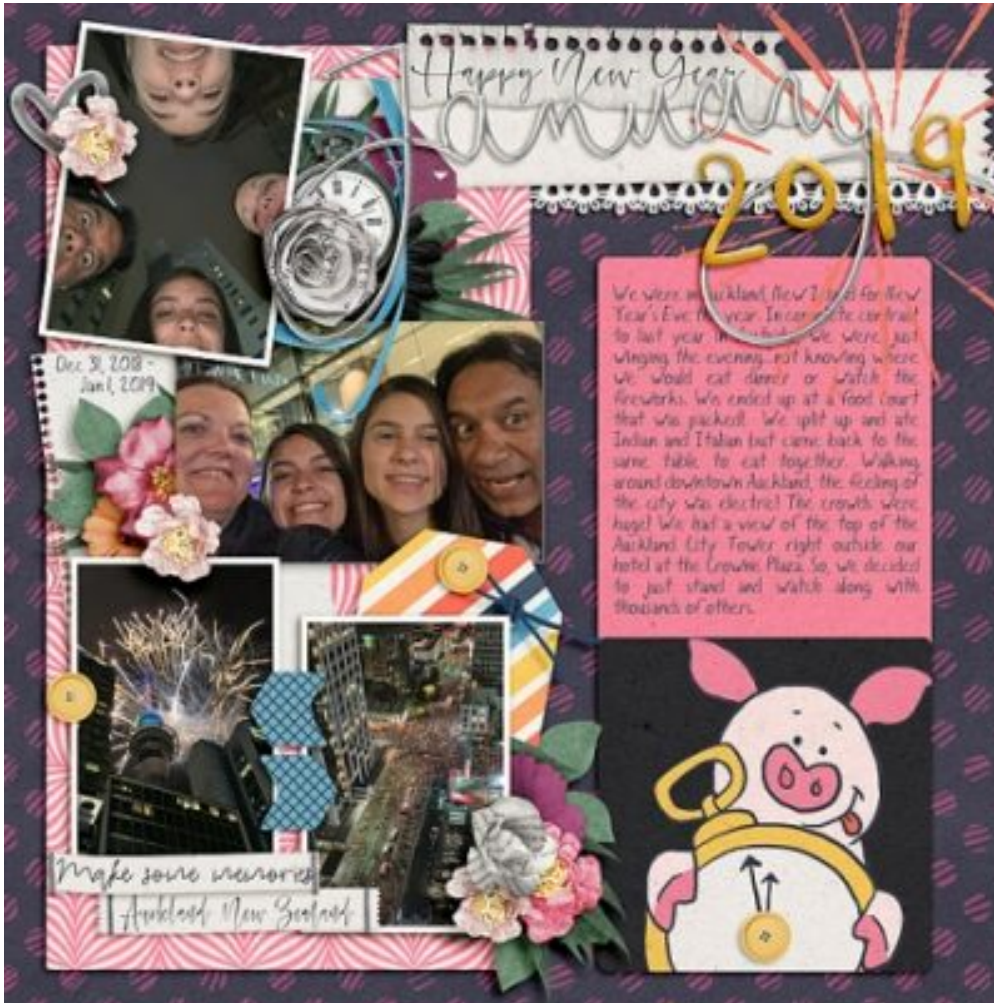 Happy New Year
January
2019
We were in Auckland, New Zealand for New
Year's Eve this year. In complete contrast
to last year in We were just
winging the evening...not knowing where
we would eat dinner or watch the
fireworks. We ended up at a food court
that was packed! We split up and ate
Indian and Italian but came back to the
same table to eat together. Walking
around downtown Auckland, the feeling of
the city was electric! The crowds were
huge! We had a view of the top of the
Auckland City Tower right outside our
hotel at the Crowne Plaza. So, we decided
to just stand and watch along with
thousands of others.
Dec 31, 2018 -
Jan 1, 2019
Make some memories
Auckland New Zealand